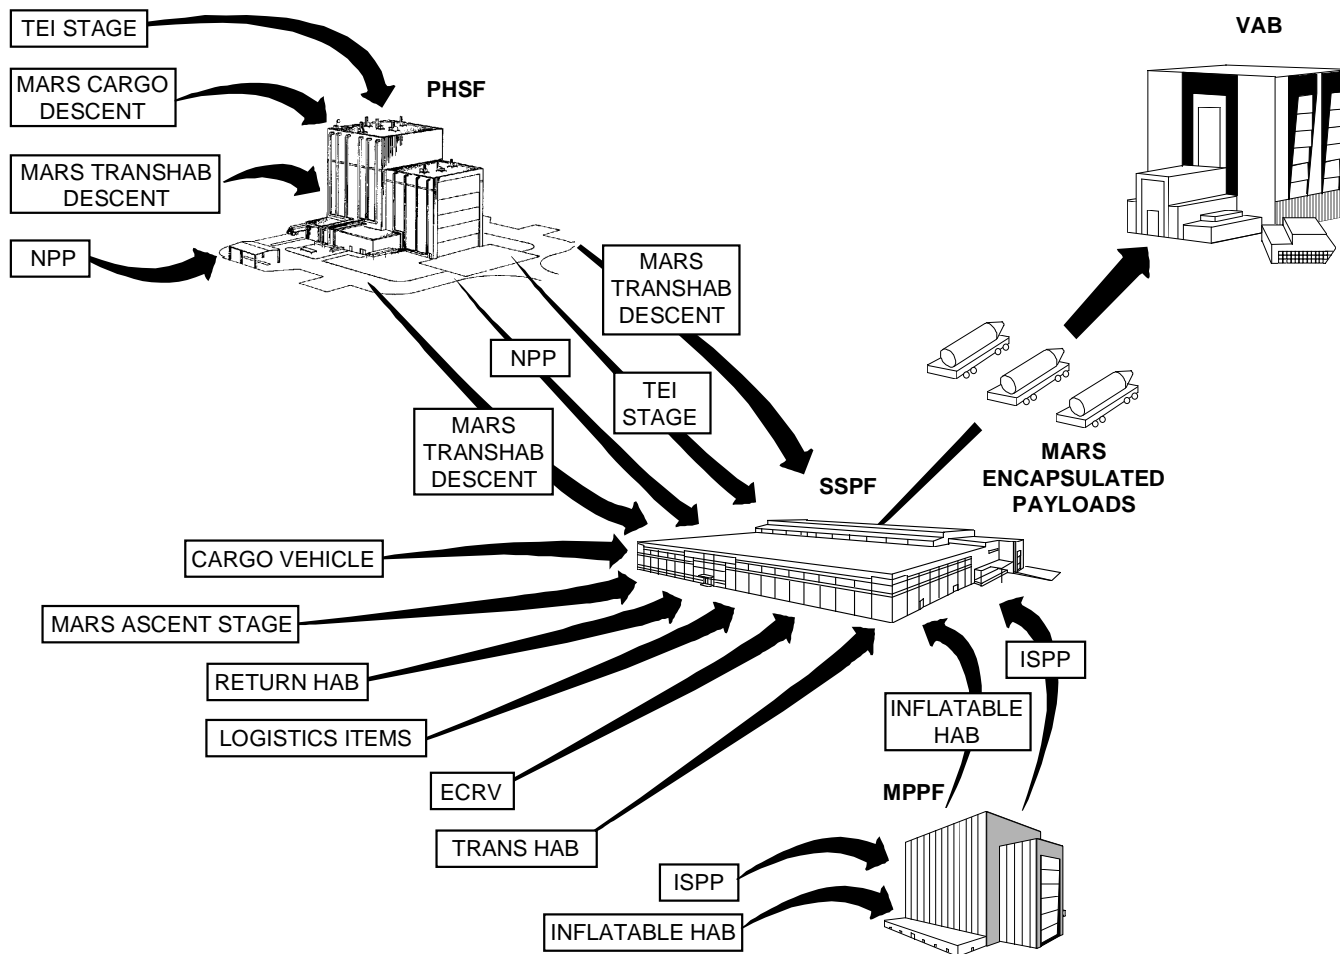 TEI STAGE
VAB
MARS CARGO
DESCENT
PHSF
MARS TRANSHAB
DESCENT
NPP
MARS
TRANSHAB
DESCENT
NPP
TEI
STAGE
MARS
TRANSHAB
DESCENT
MARS
ENCAPSULATED
PAYLOADS
SSPF
CARGO VEHICLE
MARS ASCENT STAGE
RETURN HAB
LOGISTICS ITEMS
ECRV
TRANS HAB
ISPP
INFLATABLE
HAB
MPPF
ISPP
INFLATABLE HAB